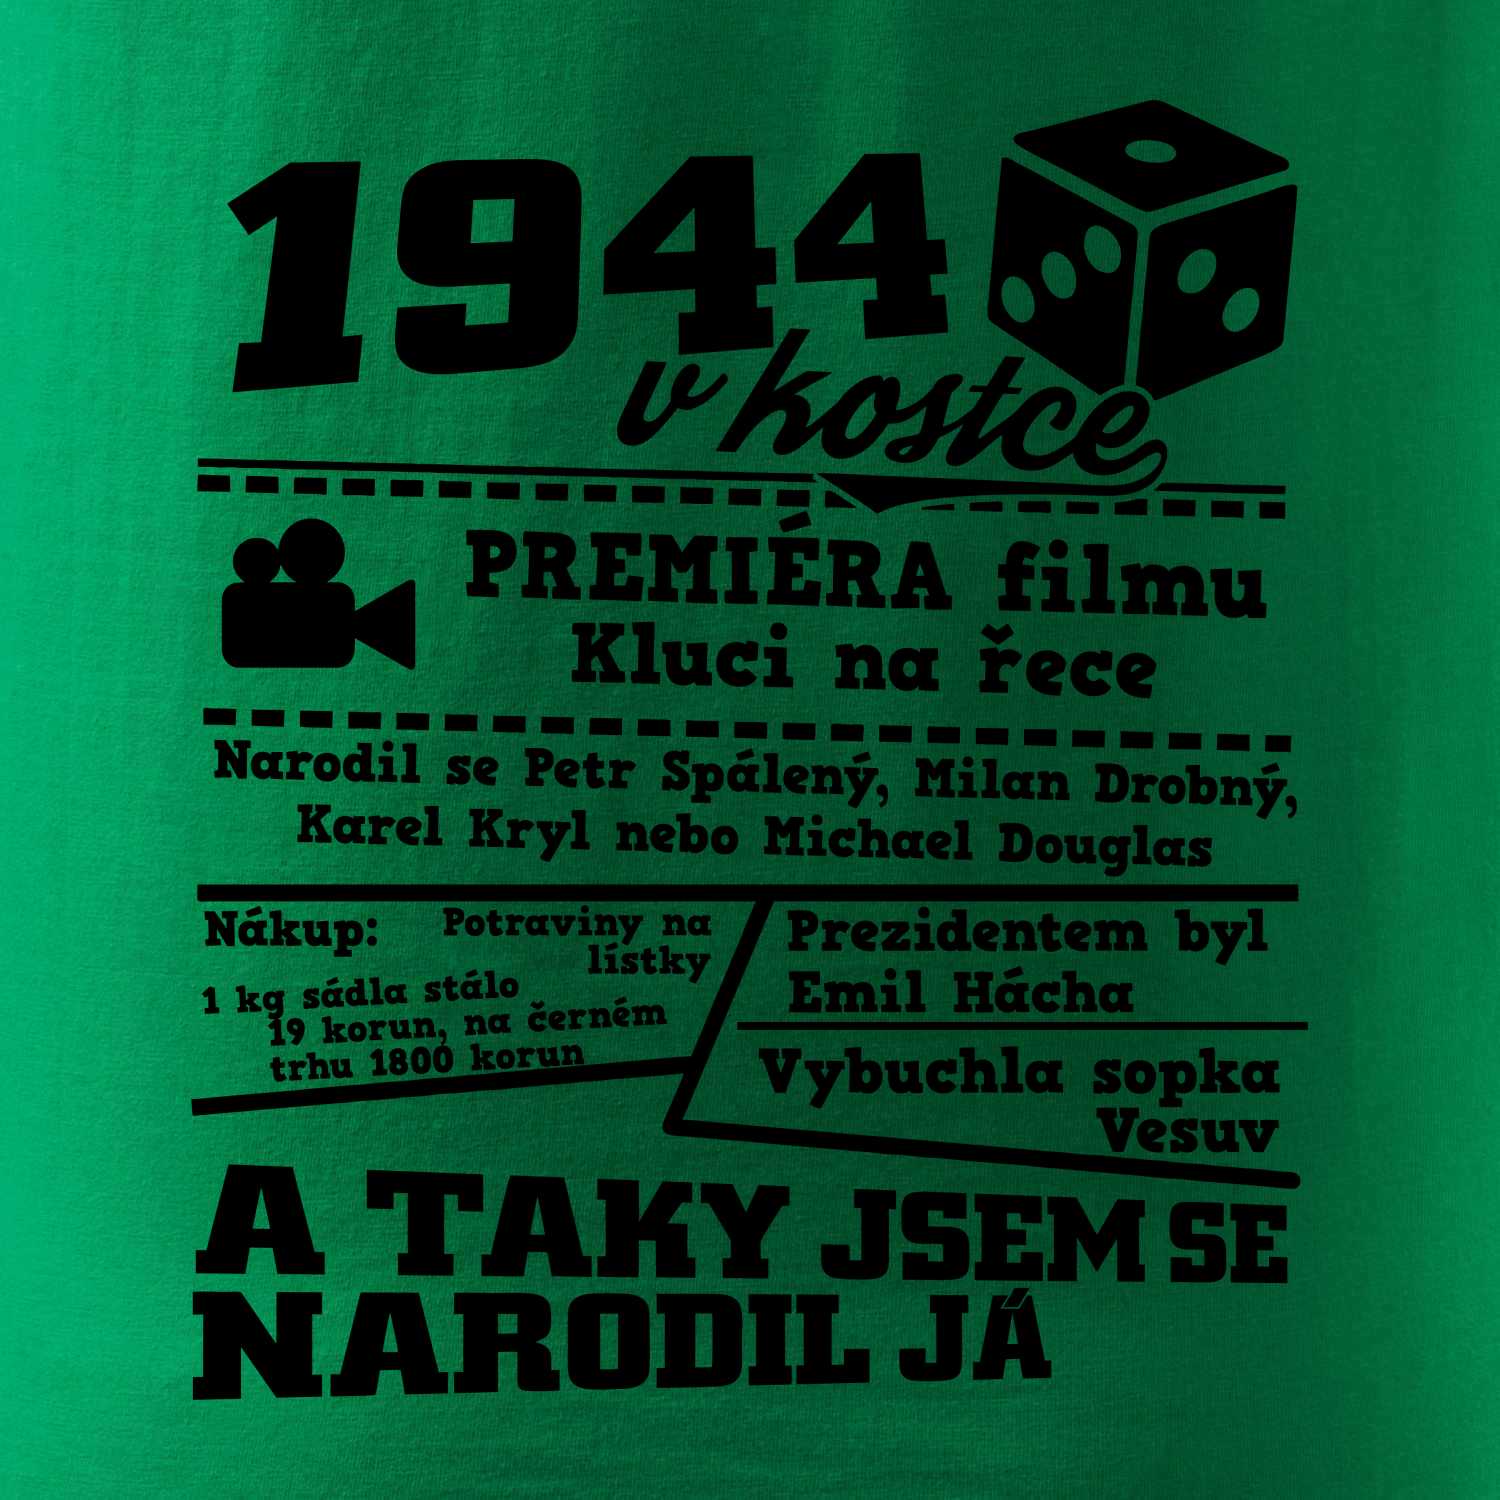 1944
v kostce
PREMIÉRA filmu
Kluci na řece
Narodil se Petr Spálený, Milan Drobný,
Karel Kryl nebo Michael Douglas
Nákup: Potraviny na
lístky
1 kg sádla stálo
19 korun, na černém
trhu 1800 korun
Prezidentem byl
Emil Hácha
Vybuchla sopka
Vesuv
A TAKY JSEM SE
NARODIL JÁ